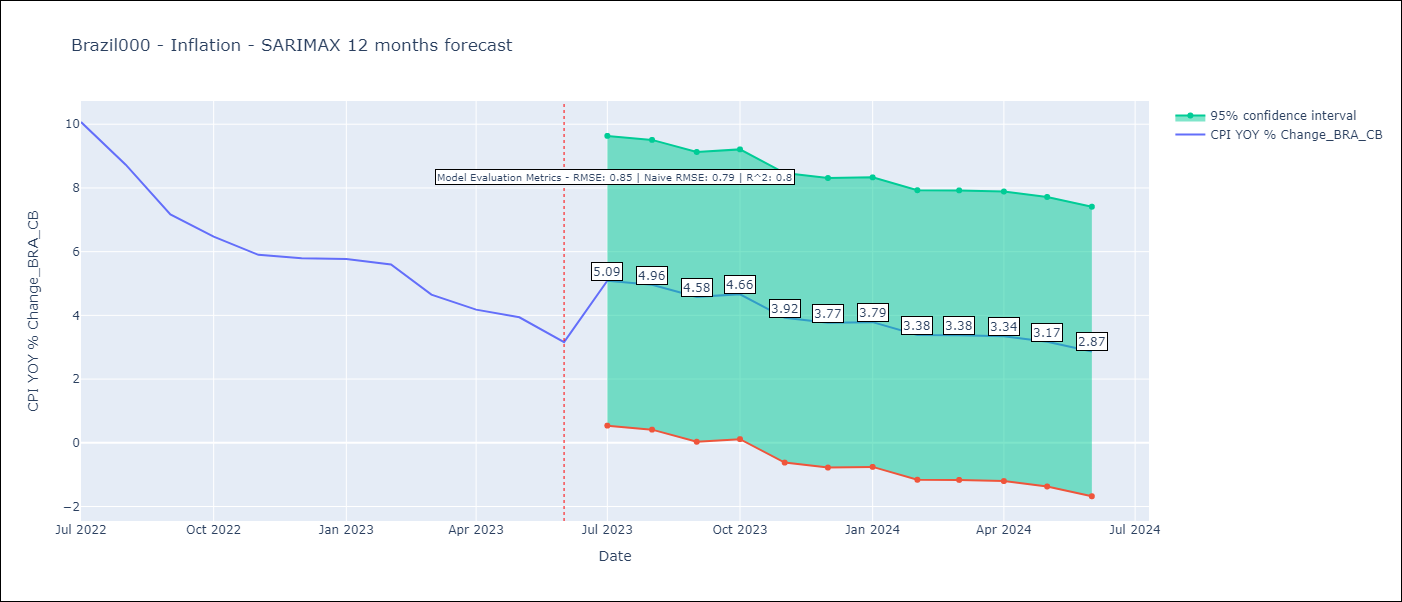 Brazil000 - Inflation - SARIMAX 12 months forecast
95% confidence interval
CPI YOY % Change_BRA_CB
CPI YOY % Change_BRA_CB
10
8
6
4
2
0
−2
Model Evaluation Metrics - RMSE: 0.85 | Naive RMSE: 0.79 | R^2: 0.8
5.09
4.96
4.58
4.66
3.92
3.77
3.79
3.38
3.38
3.34
3.17
2.87
Jul 2022
Oct 2022
Jan 2023
Apr 2023
Jul 2023
Oct 2023
Jan 2024
Apr 2024
Jul 2024
Date